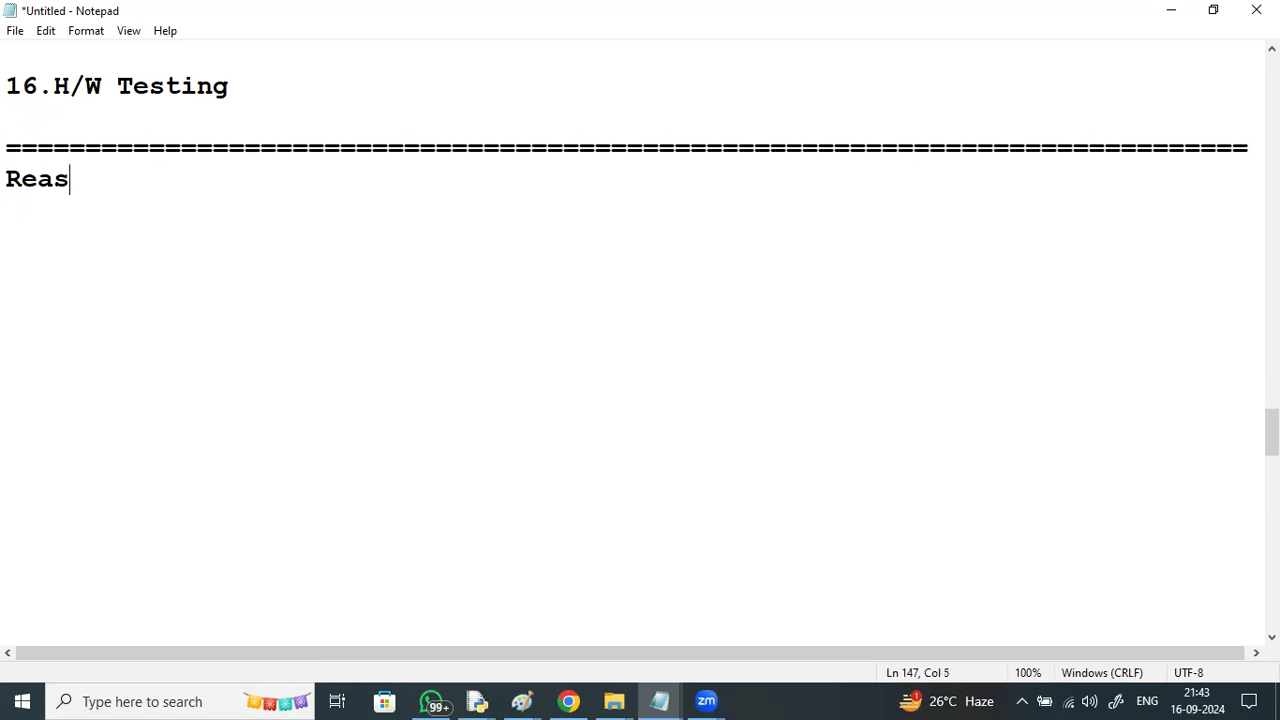 *Untitled - Notepad
File Edit Format View Help
16.H/W Testing
==============================================================================
Reas
Ln 147, Col 5 100% Windows (CRLF) UTF-8
Type here to search
99+
zm
1
26°C Haze
ENG
21:43
16-09-2024